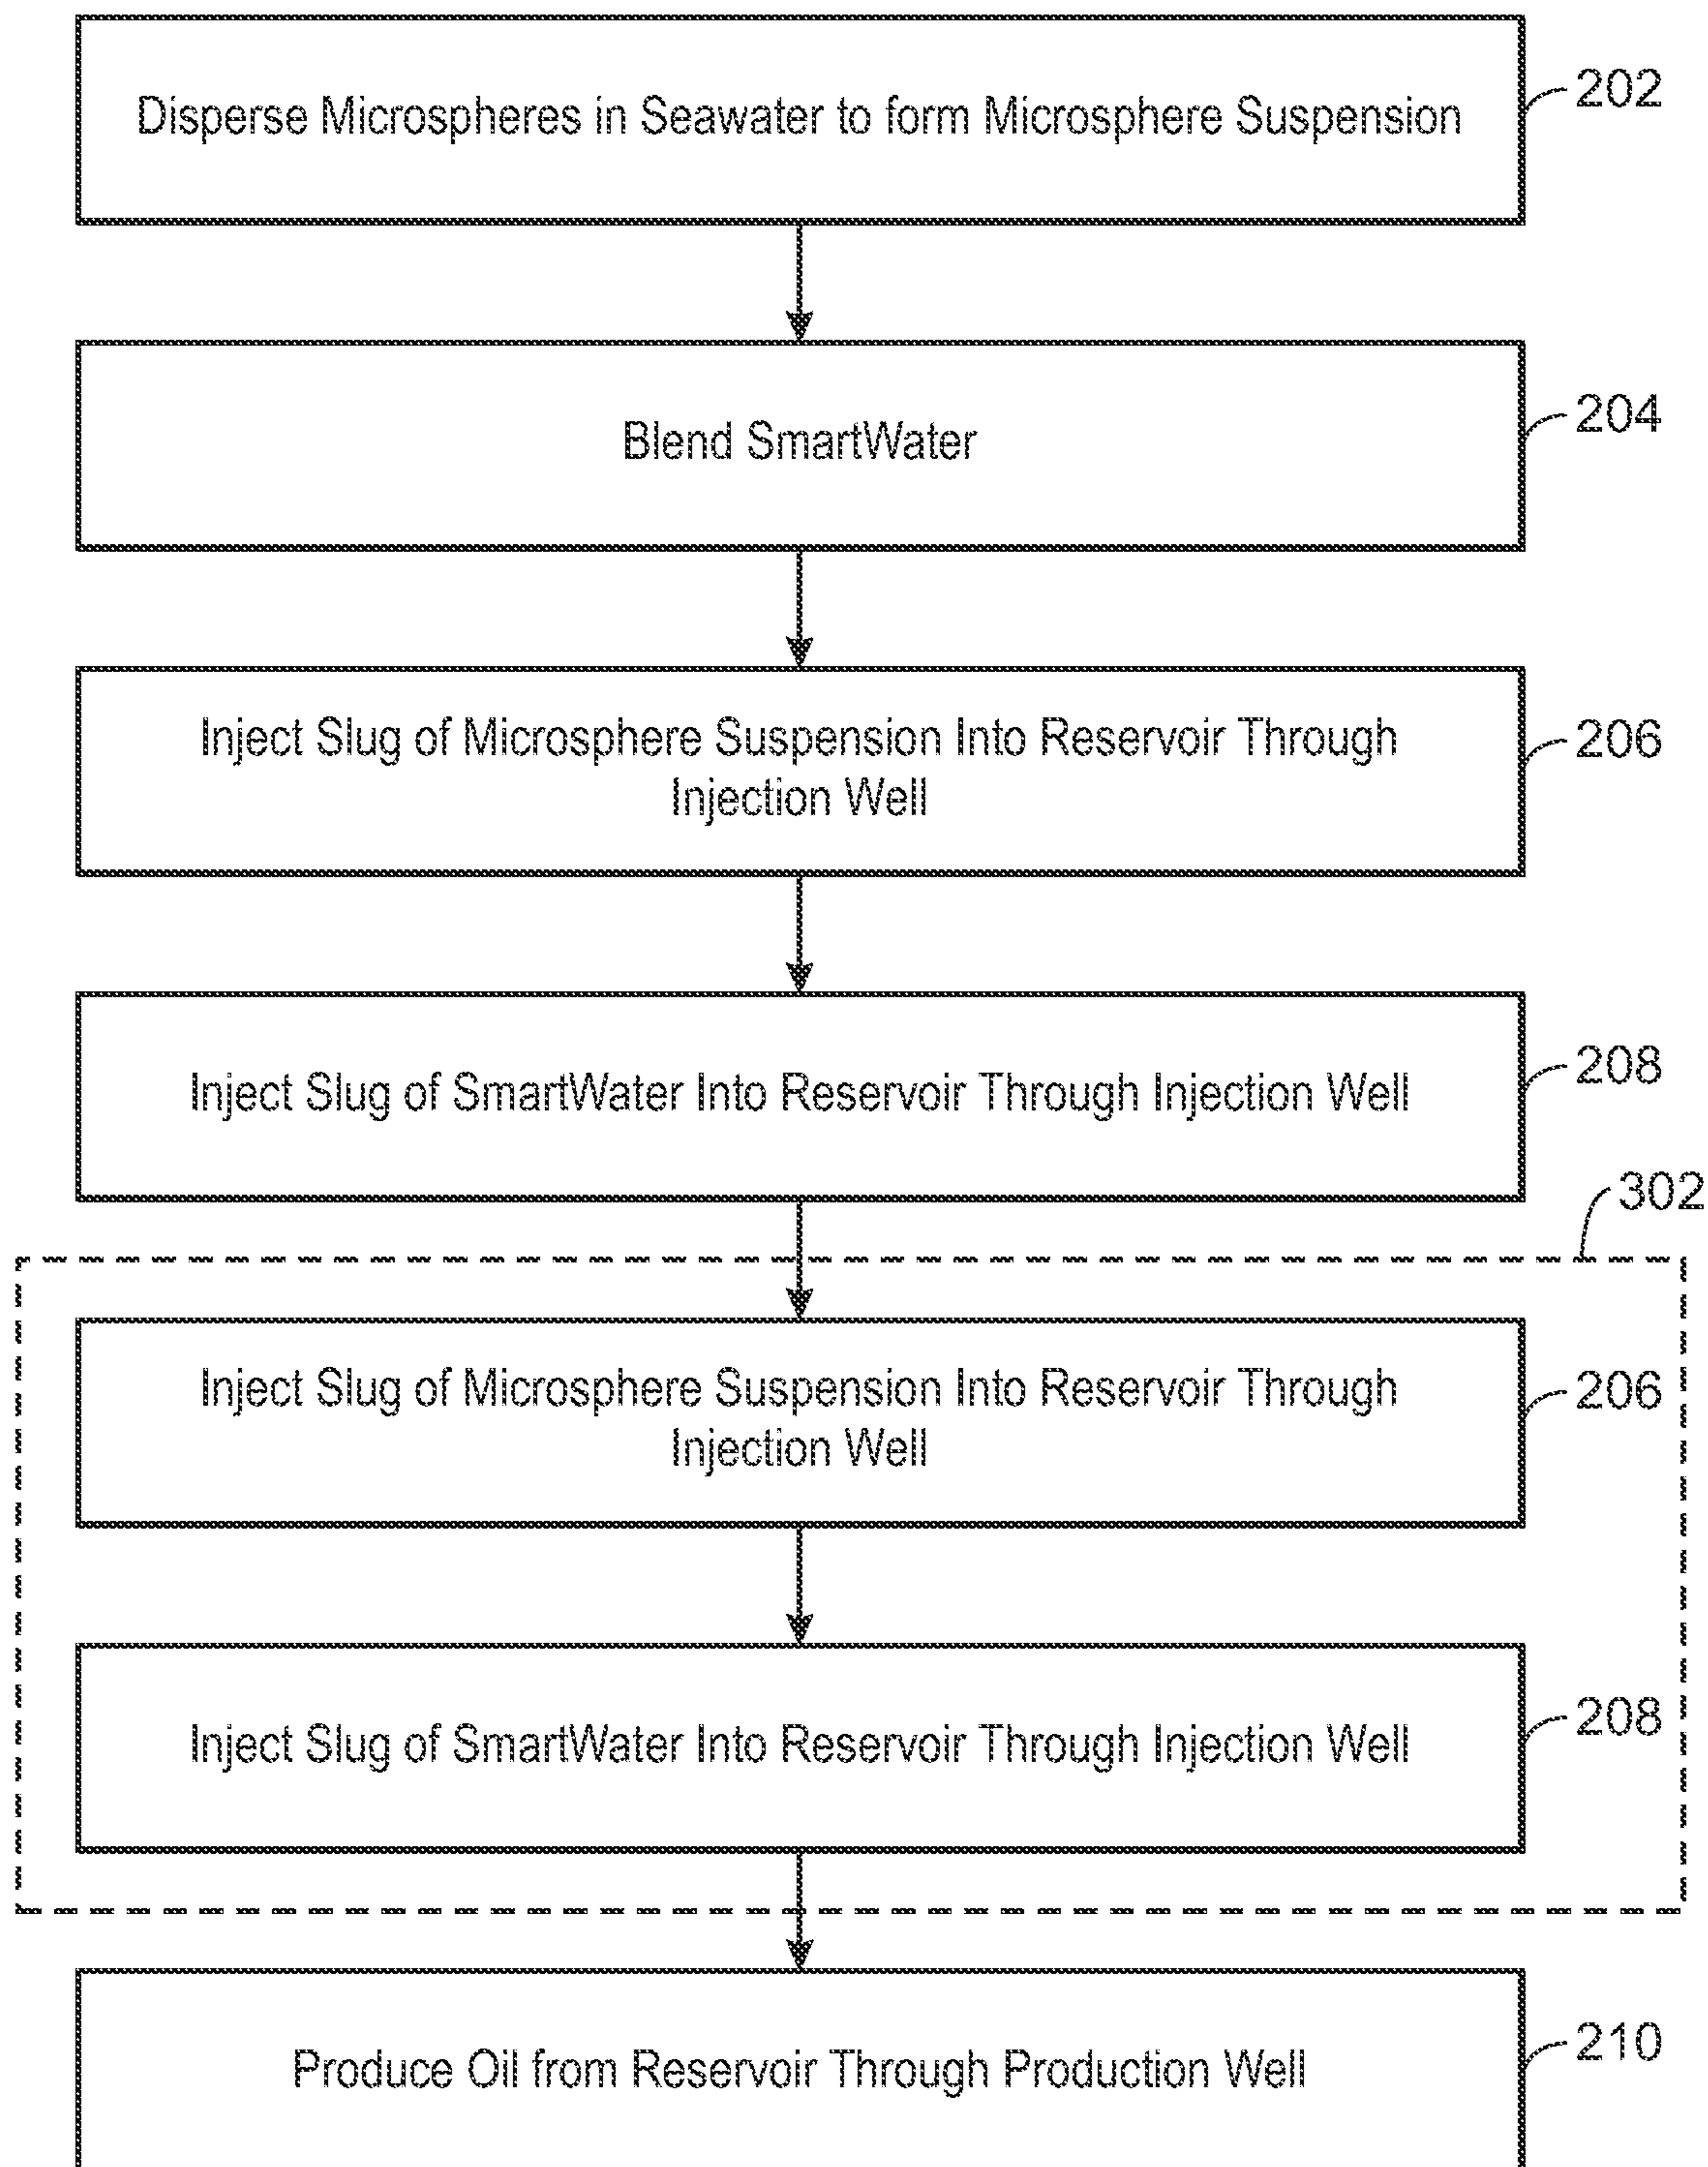 Disperse Microspheres in Seawater to form Microsphere Suspension
202
Blend SmartWater
204
Inject Slug of Microsphere Suspension Into Reservoir Through
Injection Well
206
Inject Slug of SmartWater Into Reservoir Through Injection Well
208
302
Inject Slug of Microsphere Suspension Into Reservoir Through
Injection Well
206
Inject Slug of SmartWater Into Reservoir Through Injection Well
208
Produce Oil from Reservoir Through Production Well
210